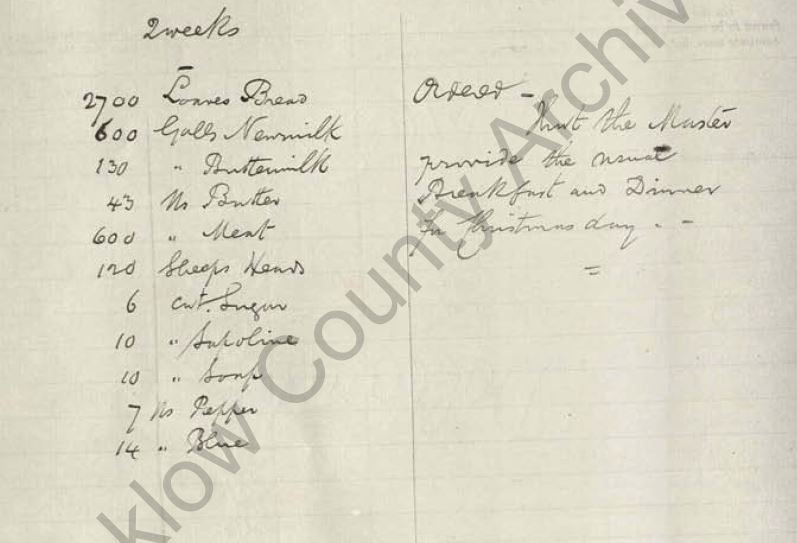 2 weeks
2700 Loaves Bread
600 Galls Newmilk
130 " Buttermilk
43 lbs Butter
600 " Meat
120 Sheeps Heads
6 cwt. Sugar
10 "
10 " Soap
7 lbs Pepper
14 " Blue
Ordered -
That the Master
provide the usual
Breakfast and Dinner
for Christmas day . -
=
klow County Archiv